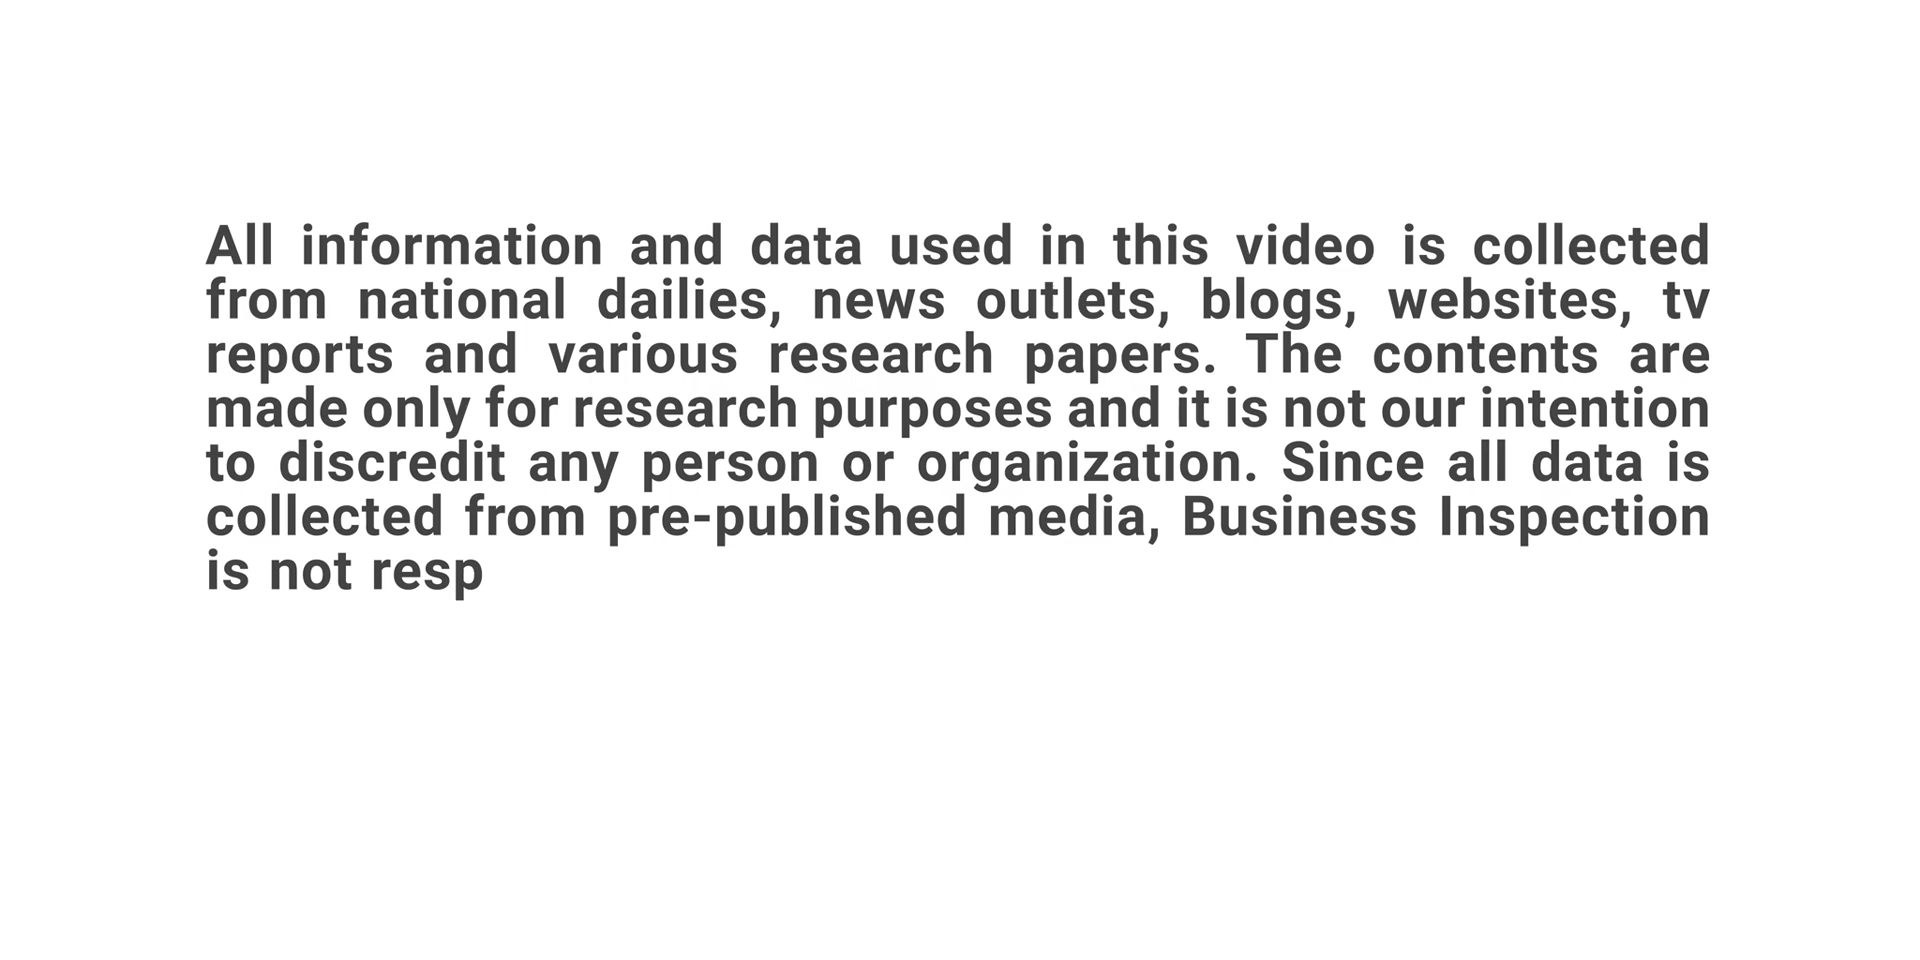 All information and data used in this video is collected
from national dailies, news outlets, blogs, websites, tv
reports and various research papers. The contents are
made only for research purposes and it is not our intention
to discredit any person or organization. Since all data is
collected from pre-published media, Business Inspection
is not resp